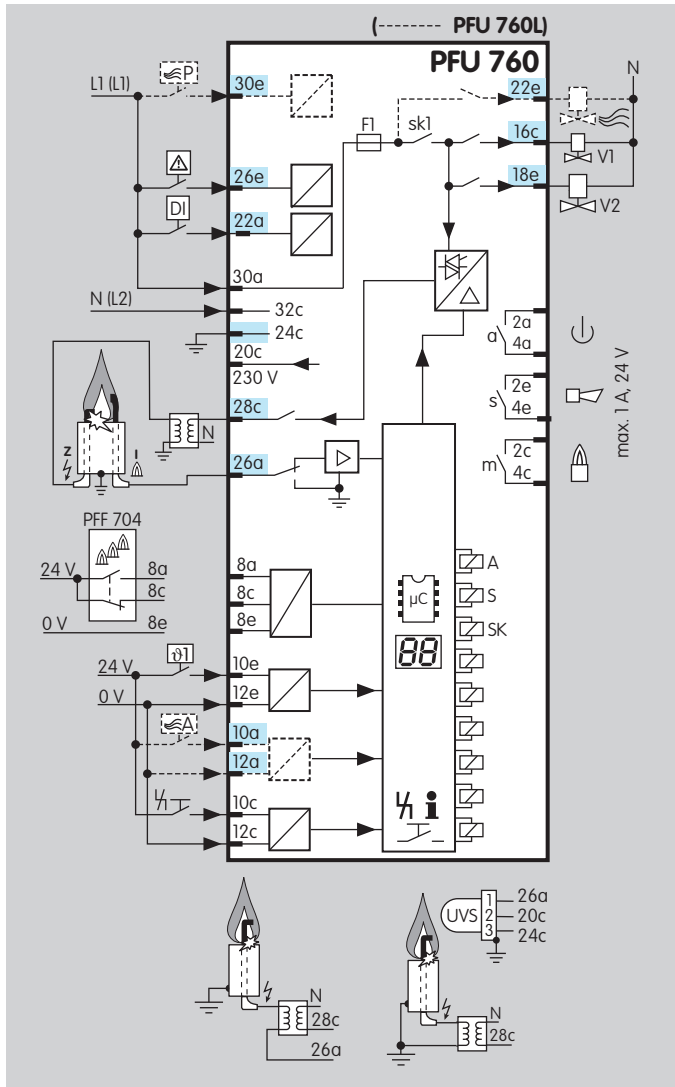 (------- PFU 760L)
PFU 760
L1 (L1)
P
30e
22e
N
F1
sk1
16c
V1
26e
18e
V2
DI
22a
30a
N (L2)
32c
24c
20c
230 V
28c
N
Z
I
26a
2a
a
4a
2e
s
4e
2c
m
4c
max. 1 A, 24 V
PFF 704
24 V
8a
8c
0 V
8e
8a
8c
8e
µC
88
A
S
SK
ϑ1
24 V
10e
0 V
12e
A
10a
12a
10c
12c
i
N
28c
26a
UVS
1
2
3
26a
20c
24c
N
28c